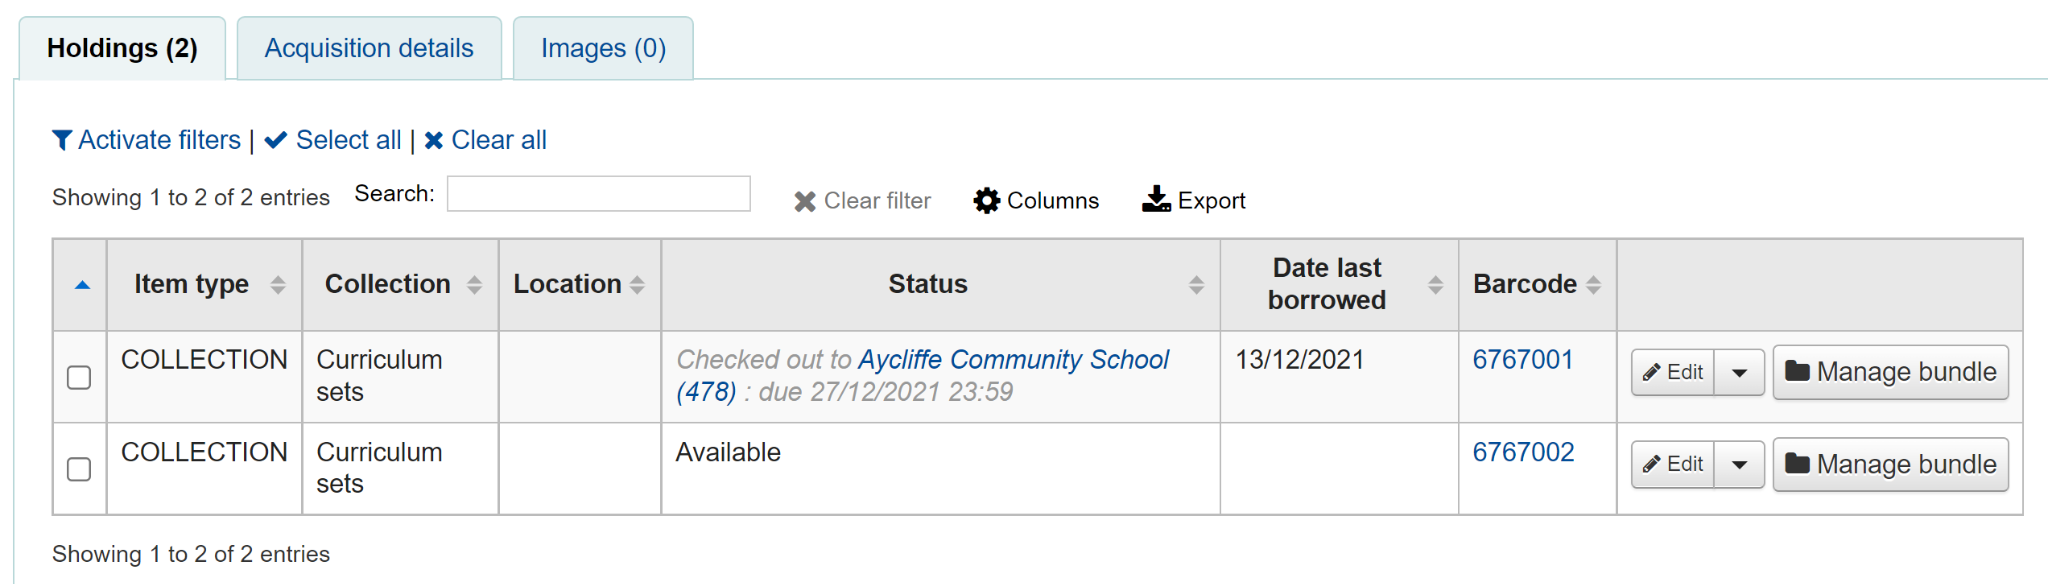 Holdings (2) Acquisition details Images (0)
Activate filters | Select all | Clear all
Showing 1 to 2 of 2 entries Search: Clear filter Columns Export
Item type Collection Location Status Date last borrowed Barcode
COLLECTION Curriculum sets Checked out to Aycliffe Community School (478) : due 27/12/2021 23:59 13/12/2021 6767001 Edit Manage bundle
COLLECTION Curriculum sets Available 6767002 Edit Manage bundle
Showing 1 to 2 of 2 entries